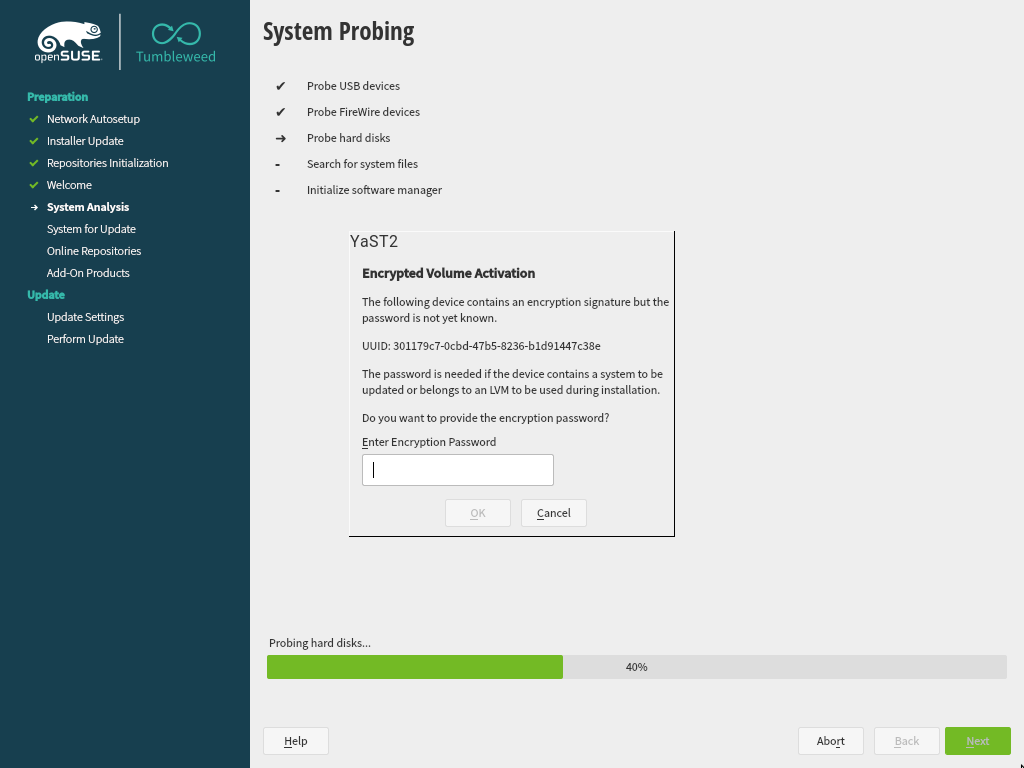 openSUSE
Tumbleweed
Preparation
Network Autosetup
Installer Update
Repositories Initialization
Welcome
System Analysis
System for Update
Online Repositories
Add-On Products
Update
Update Settings
Perform Update
System Probing
Probe USB devices
Probe FireWire devices
Probe hard disks
- Search for system files
- Initialize software manager
YaST2
Encrypted Volume Activation
The following device contains an encryption signature but the
password is not yet known.
UUID: 301179c7-0cbd-47b5-8236-b1d91447c38e
The password is needed if the device contains a system to be
updated or belongs to an LVM to be used during installation.
Do you want to provide the encryption password?
Enter Encryption Password
OK Cancel
Probing hard disks...
40%
Help Abort Back Next